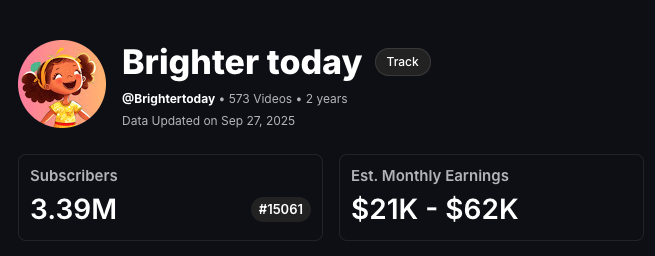 Brighter today
Track
@Brightertoday • 573 Videos • 2 years
Data Updated on Sep 27, 2025
Subscribers
3.39M
#15061
Est. Monthly Earnings
$21K - $62K